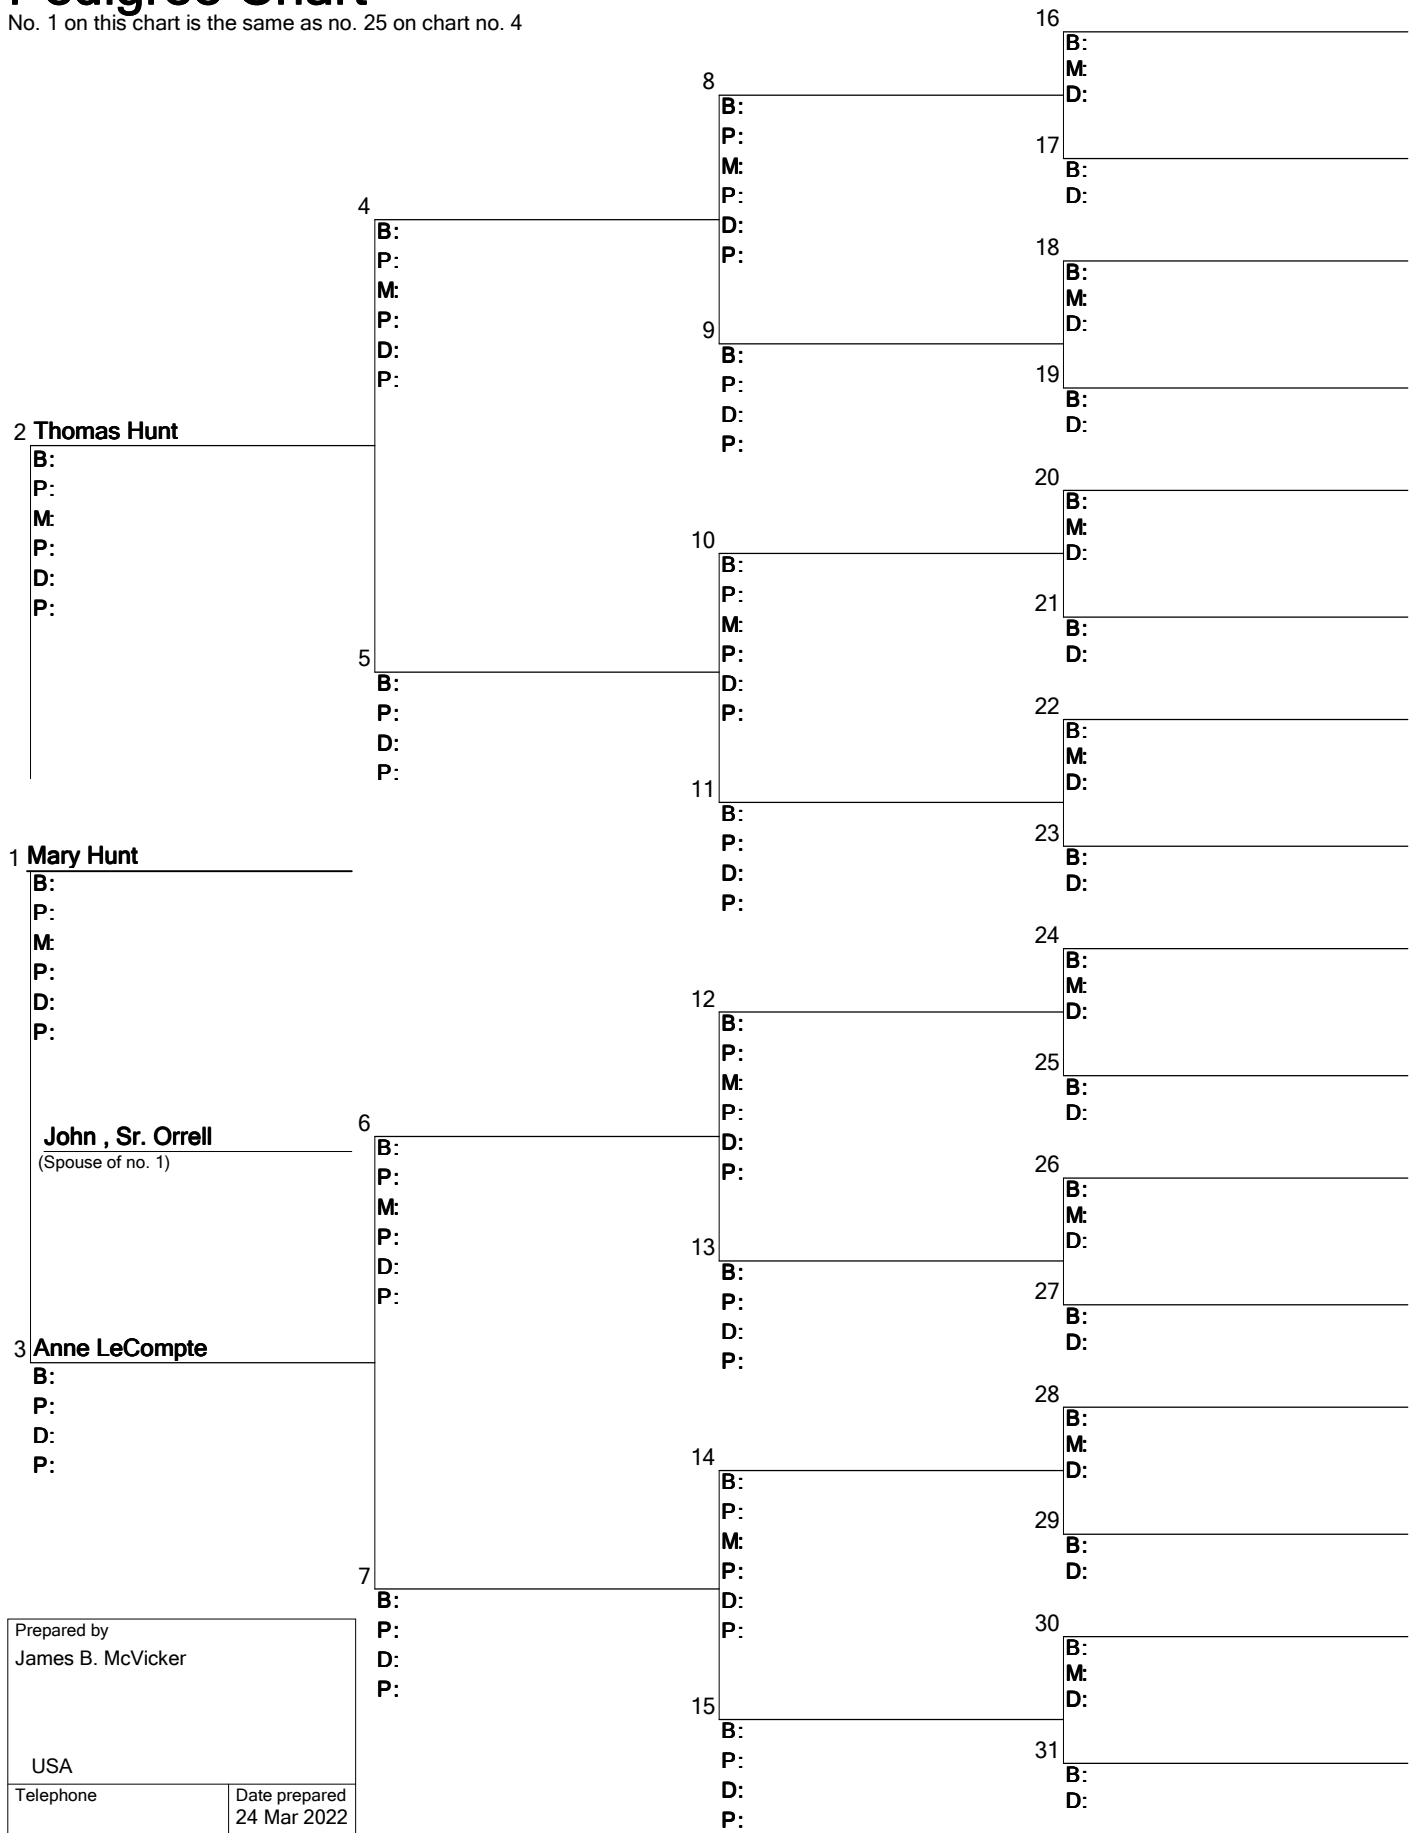 Pedigree Chart
No. 1 on this chart is the same as no. 25 on chart no. 4
2 Thomas Hunt
B:
P:
M:
P:
D:
P:
1 Mary Hunt
B:
P:
M:
P:
D:
P:
John , Sr. Orrell
(Spouse of no. 1)
3 Anne LeCompte
B:
P:
D:
P:
Prepared by
James B. McVicker
USA
Telephone
Date prepared
24 Mar 2022
4
B:
P:
M:
P:
D:
P:
5
B:
P:
D:
P:
6
B:
P:
M:
P:
D:
P:
7
B:
P:
D:
P:
8
B:
P:
M:
P:
D:
P:
9
B:
P:
D:
P:
10
B:
P:
M:
P:
D:
P:
11
B:
P:
D:
P:
12
B:
P:
M:
P:
D:
P:
13
B:
P:
D:
P:
14
B:
P:
M:
P:
D:
P:
15
B:
P:
D:
P:
16
B:
M:
D:
17
B:
D:
18
B:
M:
D:
19
B:
D:
20
B:
M:
D:
21
B:
D:
22
B:
M:
D:
23
B:
D:
24
B:
M:
D:
25
B:
D:
26
B:
M:
D:
27
B:
D:
28
B:
M:
D:
29
B:
D:
30
B:
M:
D:
31
B:
D: